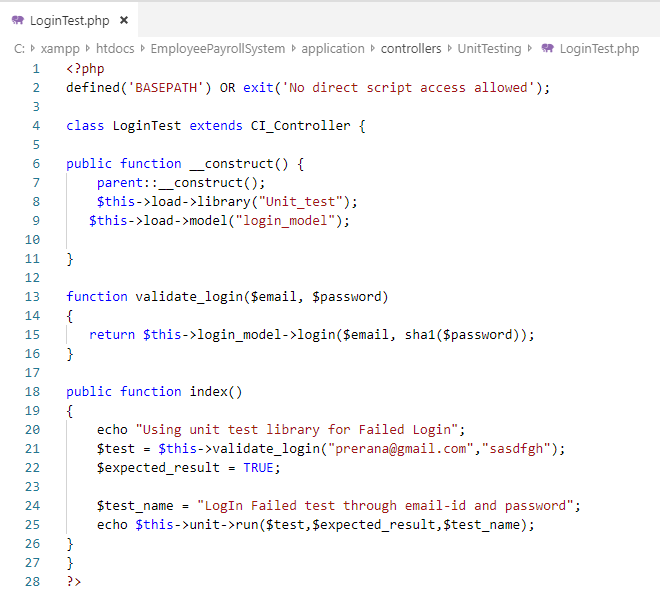 LoginTest.php ×
C: xampp htdocs EmployeePayrollSystem application controllers UnitTesting LoginTest.php
1 <?php
2 defined('BASEPATH') OR exit('No direct script access allowed');
3
4 class LoginTest extends CI_Controller {
5
6 public function __construct() {
7     parent::__construct();
8     $this->load->library("Unit_test");
9    $this->load->model("login_model");
10
11 }
12
13 function validate_login($email, $password)
14 {
15    return $this->login_model->login($email, sha1($password));
16 }
17
18 public function index()
19 {
20     echo "Using unit test library for Failed Login";
21     $test = $this->validate_login("prerana@gmail.com","sasdfgh");
22     $expected_result = TRUE;
23
24     $test_name = "LogIn Failed test through email-id and password";
25     echo $this->unit->run($test,$expected_result,$test_name);
26 }
27 }
28 ?>